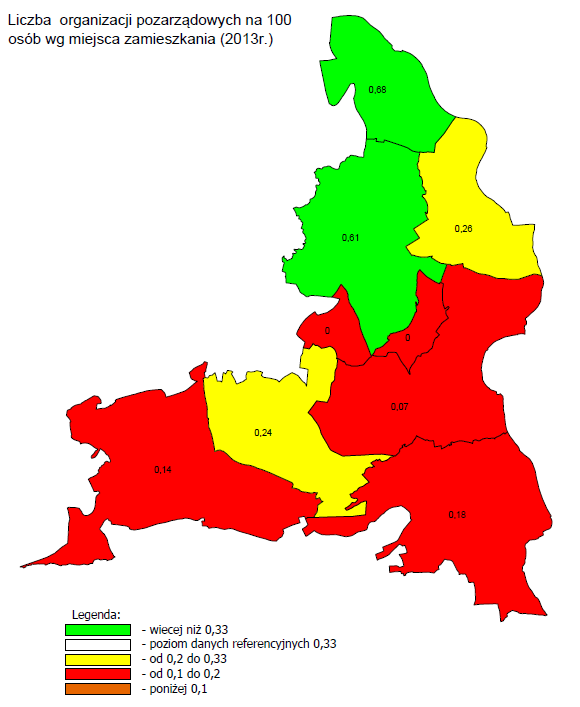 Liczba organizacji pozarządowych na 100
osób wg miejsca zamieszkania (2013r.)
0,68
0,26
0,61
0
0
0,07
0,24
0,14
0,18
Legenda:
- wiecej niż 0,33
- poziom danych referencyjnych 0,33
- od 0,2 do 0,33
- od 0,1 do 0,2
- poniżej 0,1